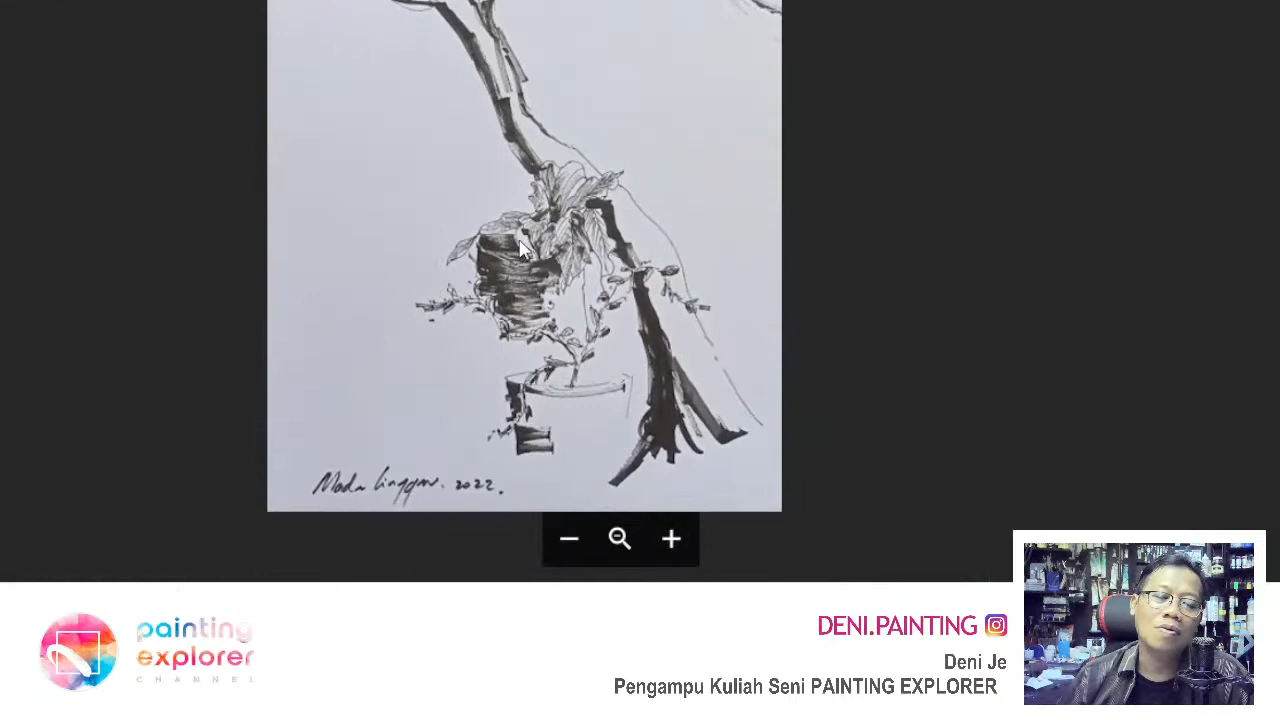 2022.
painting
explorer
CHANNEL
DENI.PAINTING
Deni Je
Pengampu Kuliah Seni PAINTING EXPLORER